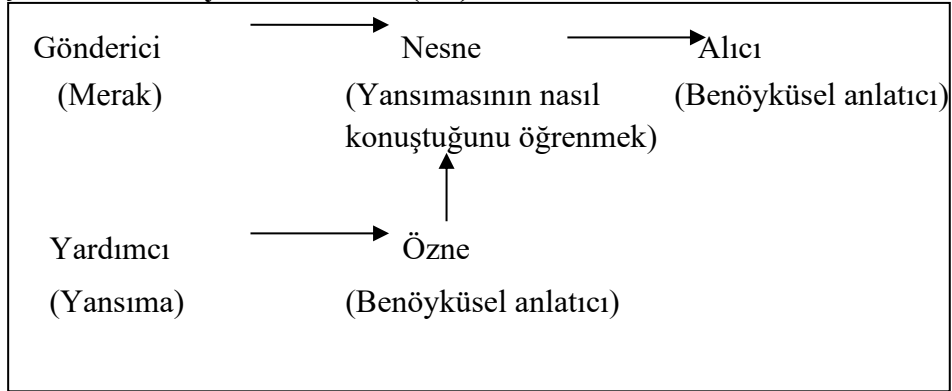 Gönderici Nesne Alıcı
(Merak) (Yansımasının nasıl (Benöyküsel anlatıcı)
konuştuğunu öğrenmek)
Yardımcı Özne
(Yansıma) (Benöyküsel anlatıcı)